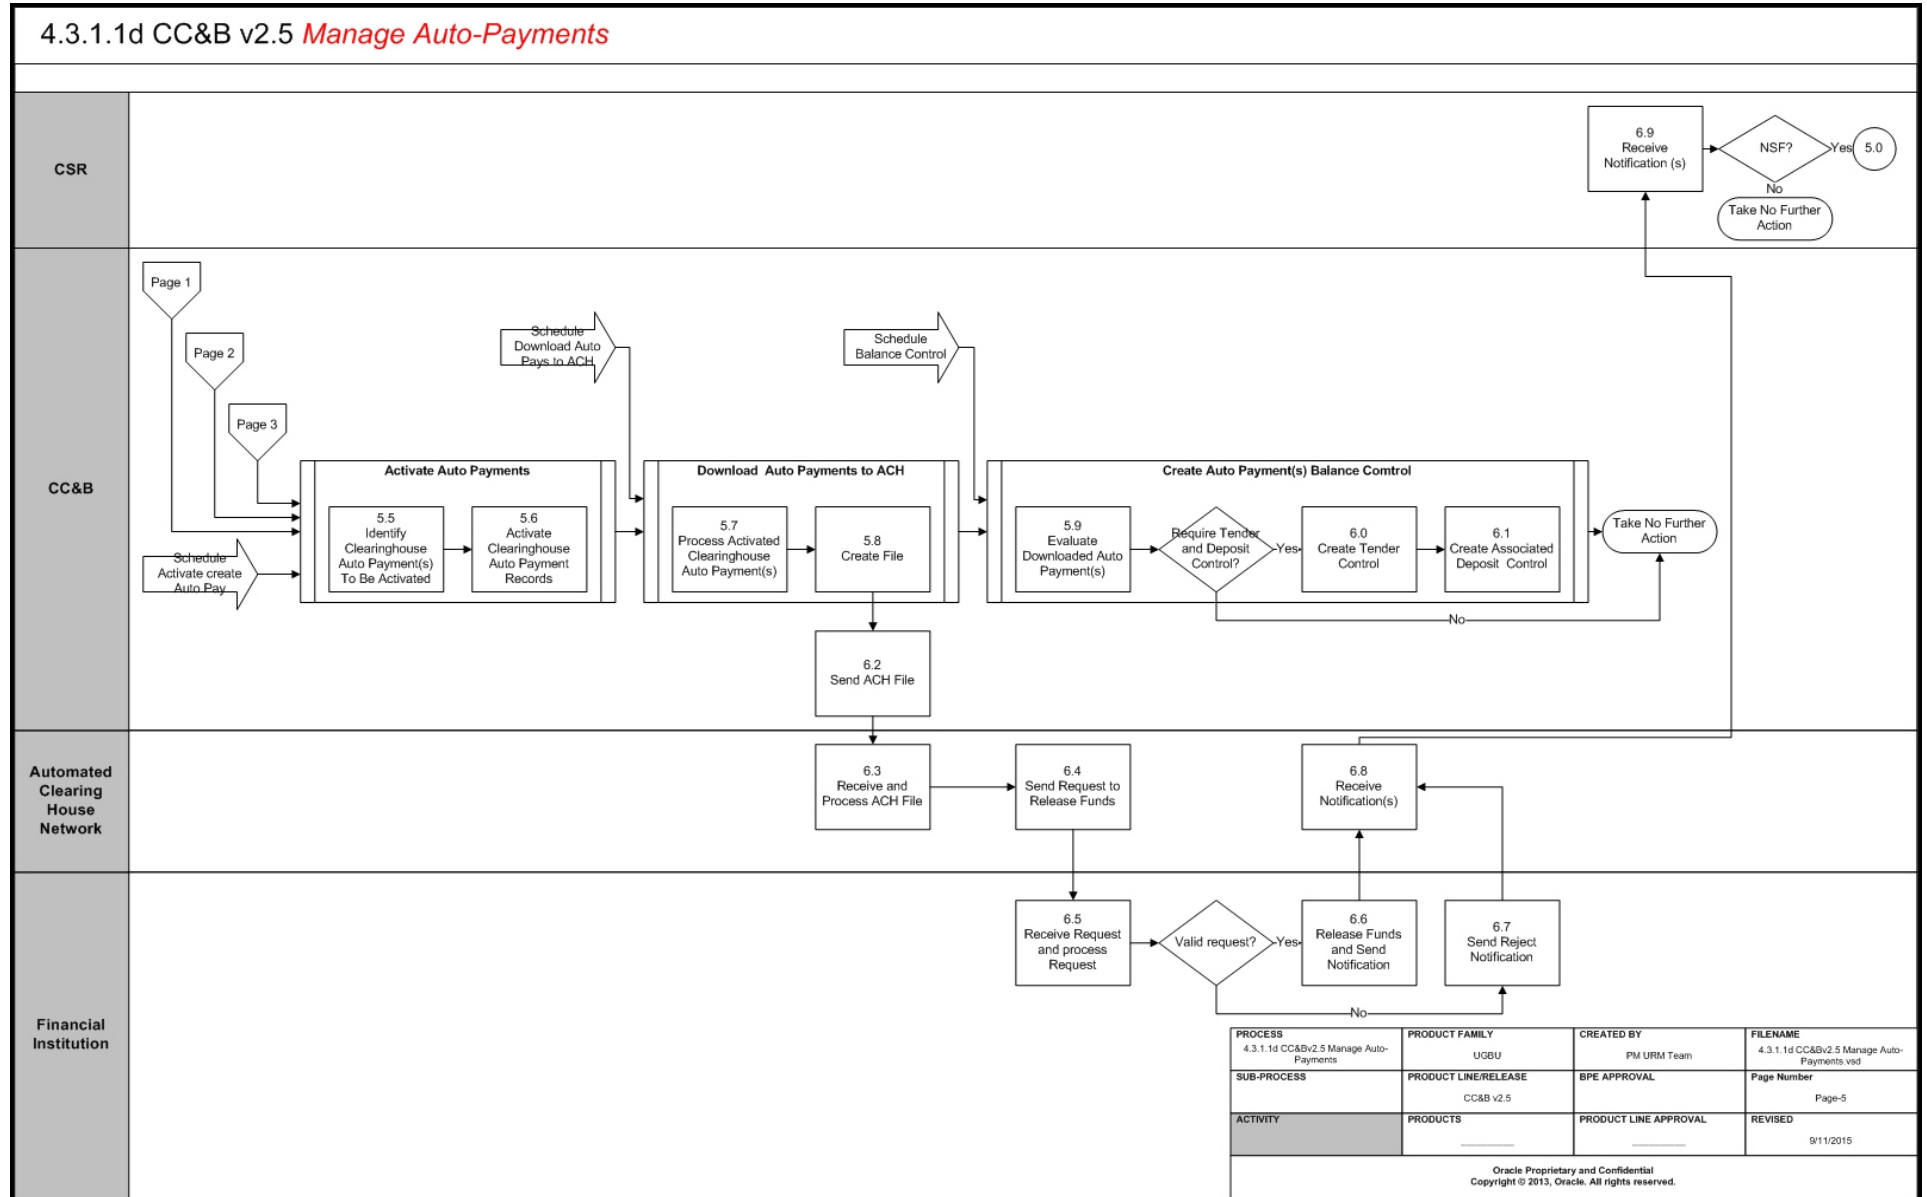 4.3.1.1d CC&B v2.5 Manage Auto-Payments
CSR
6.9
Receive
Notification (s)
NSF?
Yes
5.0
No
Take No Further
Action
CC&B
Page 1
Page 2
Page 3
Schedule
Activate create
Auto Pay
Schedule
Download Auto
Pays to ACH
Schedule
Balance Control
Activate Auto Payments
5.5
Identify
Clearinghouse
Auto Payment(s)
To Be Activated
5.6
Activate
Clearinghouse
Auto Payment
Records
Download Auto Payments to ACH
5.7
Process Activated
Clearinghouse
Auto Payment(s)
5.8
Create File
Create Auto Payment(s) Balance Comtrol
5.9
Evaluate
Downloaded Auto
Payment(s)
Require Tender
and Deposit
Control?
Yes
6.0
Create Tender
Control
6.1
Create Associated
Deposit Control
Take No Further
Action
No
6.2
Send ACH File
Automated
Clearing
House
Network
6.3
Receive and
Process ACH File
6.4
Send Request to
Release Funds
6.8
Receive
Notification(s)
Financial
Institution
6.5
Receive Request
and process
Request
Valid request?
Yes
6.6
Release Funds
and Send
Notification
6.7
Send Reject
Notification
No
PROCESS
4.3.1.1d CC&Bv2.5 Manage Auto-
Payments
PRODUCT FAMILY
UGBU
CREATED BY
PM URM Team
FILENAME
4.3.1.1d CC&Bv2.5 Manage Auto-
Payments.vsd
SUB-PROCESS
PRODUCT LINE/RELEASE
CC&B v2.5
BPE APPROVAL
Page Number
Page-5
ACTIVITY
PRODUCTS
PRODUCT LINE APPROVAL
REVISED
9/11/2015
Oracle Proprietary and Confidential
Copyright © 2013, Oracle. All rights reserved.